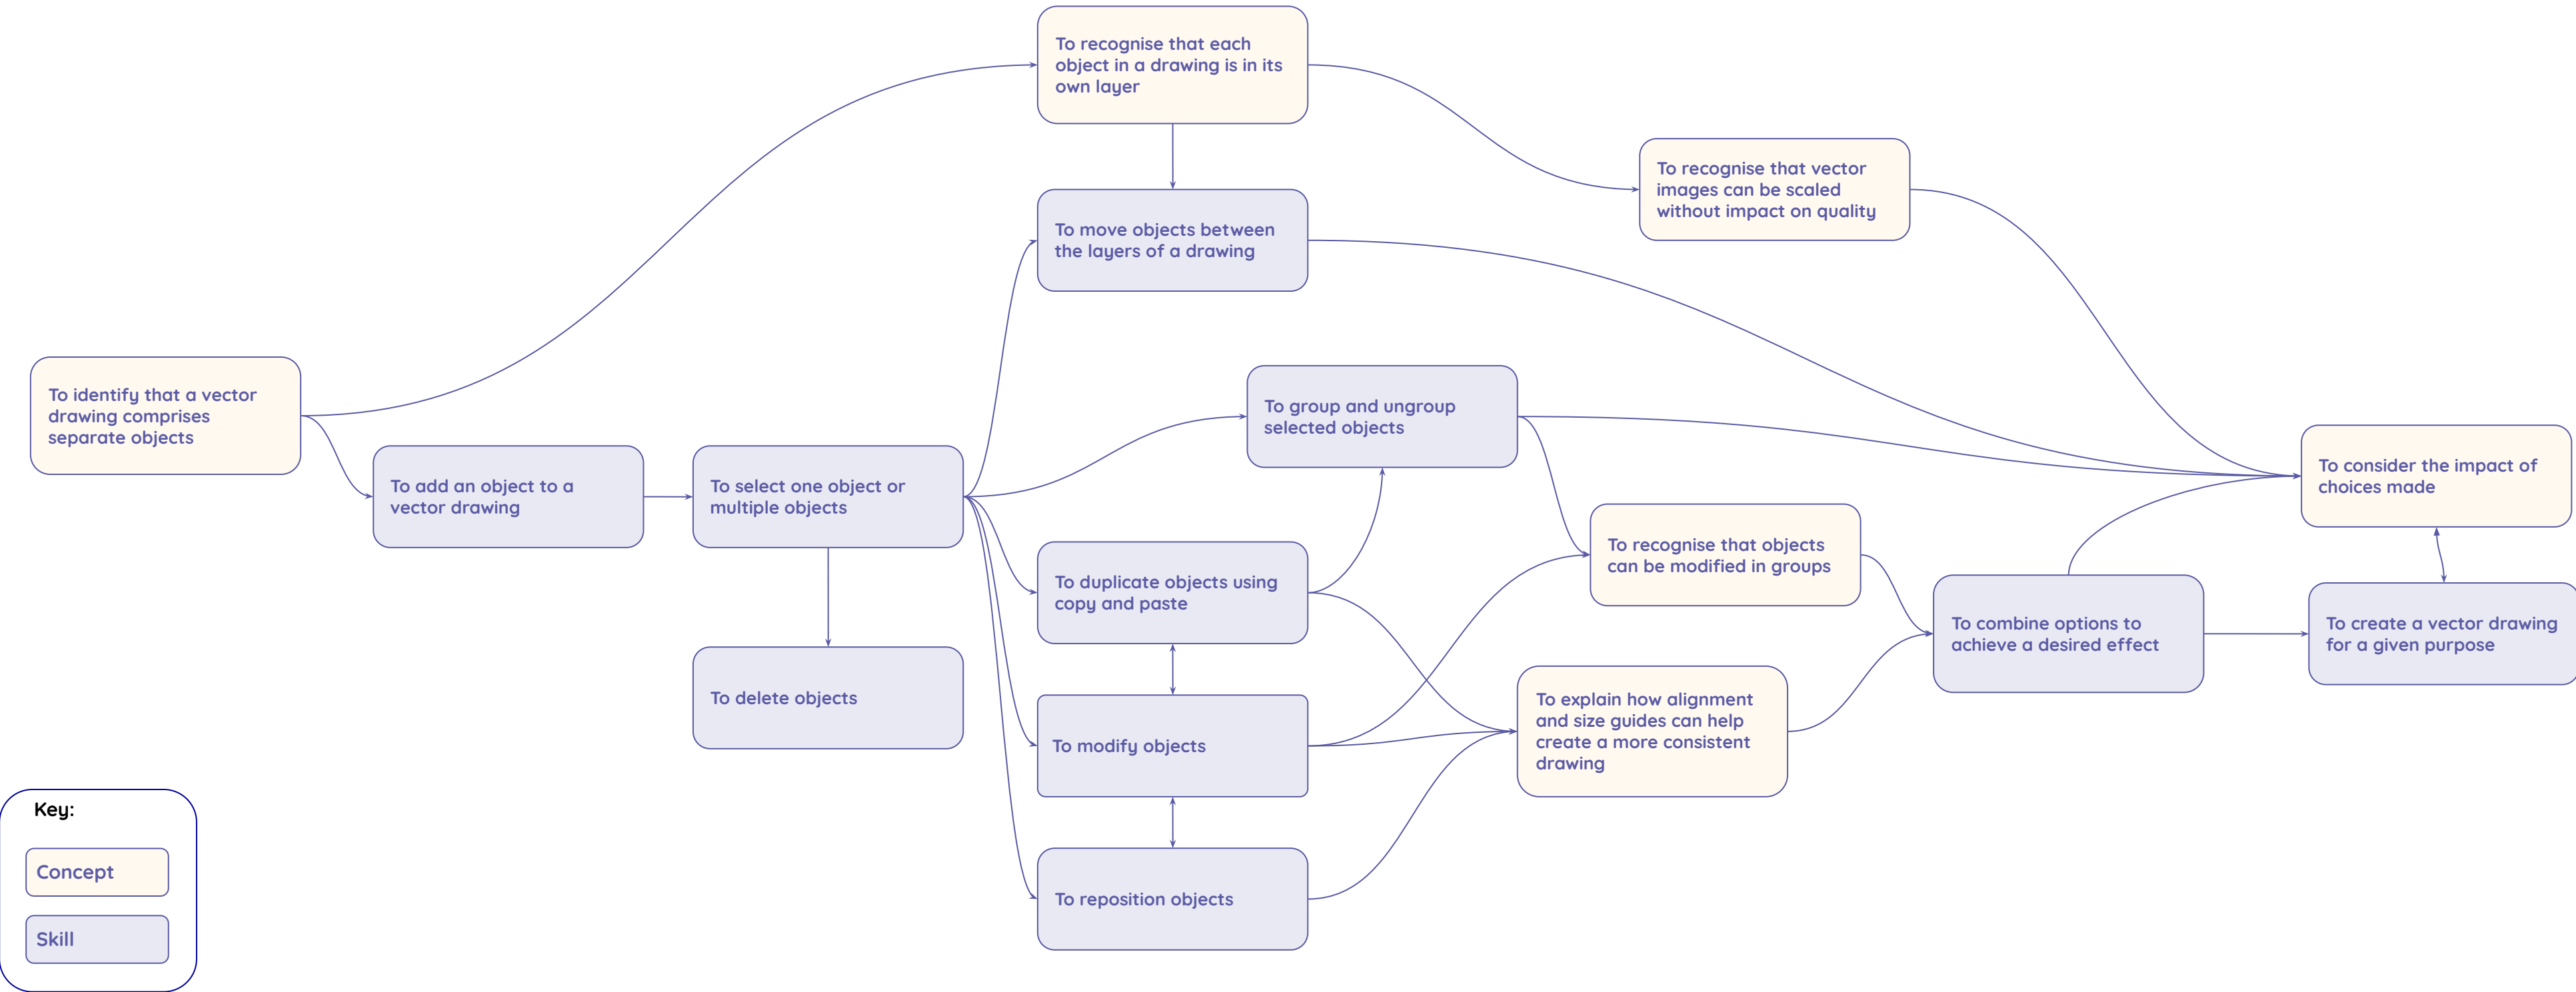 To recognise that each
object in a drawing is in its
own layer
To recognise that vector
images can be scaled
without impact on quality
To move objects between
the layers of a drawing
To identify that a vector
drawing comprises
separate objects
To group and ungroup
selected objects
To add an object to a
vector drawing
To select one object or
multiple objects
To consider the impact of
choices made
To recognise that objects
can be modified in groups
To duplicate objects using
copy and paste
To combine options to
achieve a desired effect
To create a vector drawing
for a given purpose
To delete objects
To modify objects
To explain how alignment
and size guides can help
create a more consistent
drawing
To reposition objects
Key:
Concept
Skill